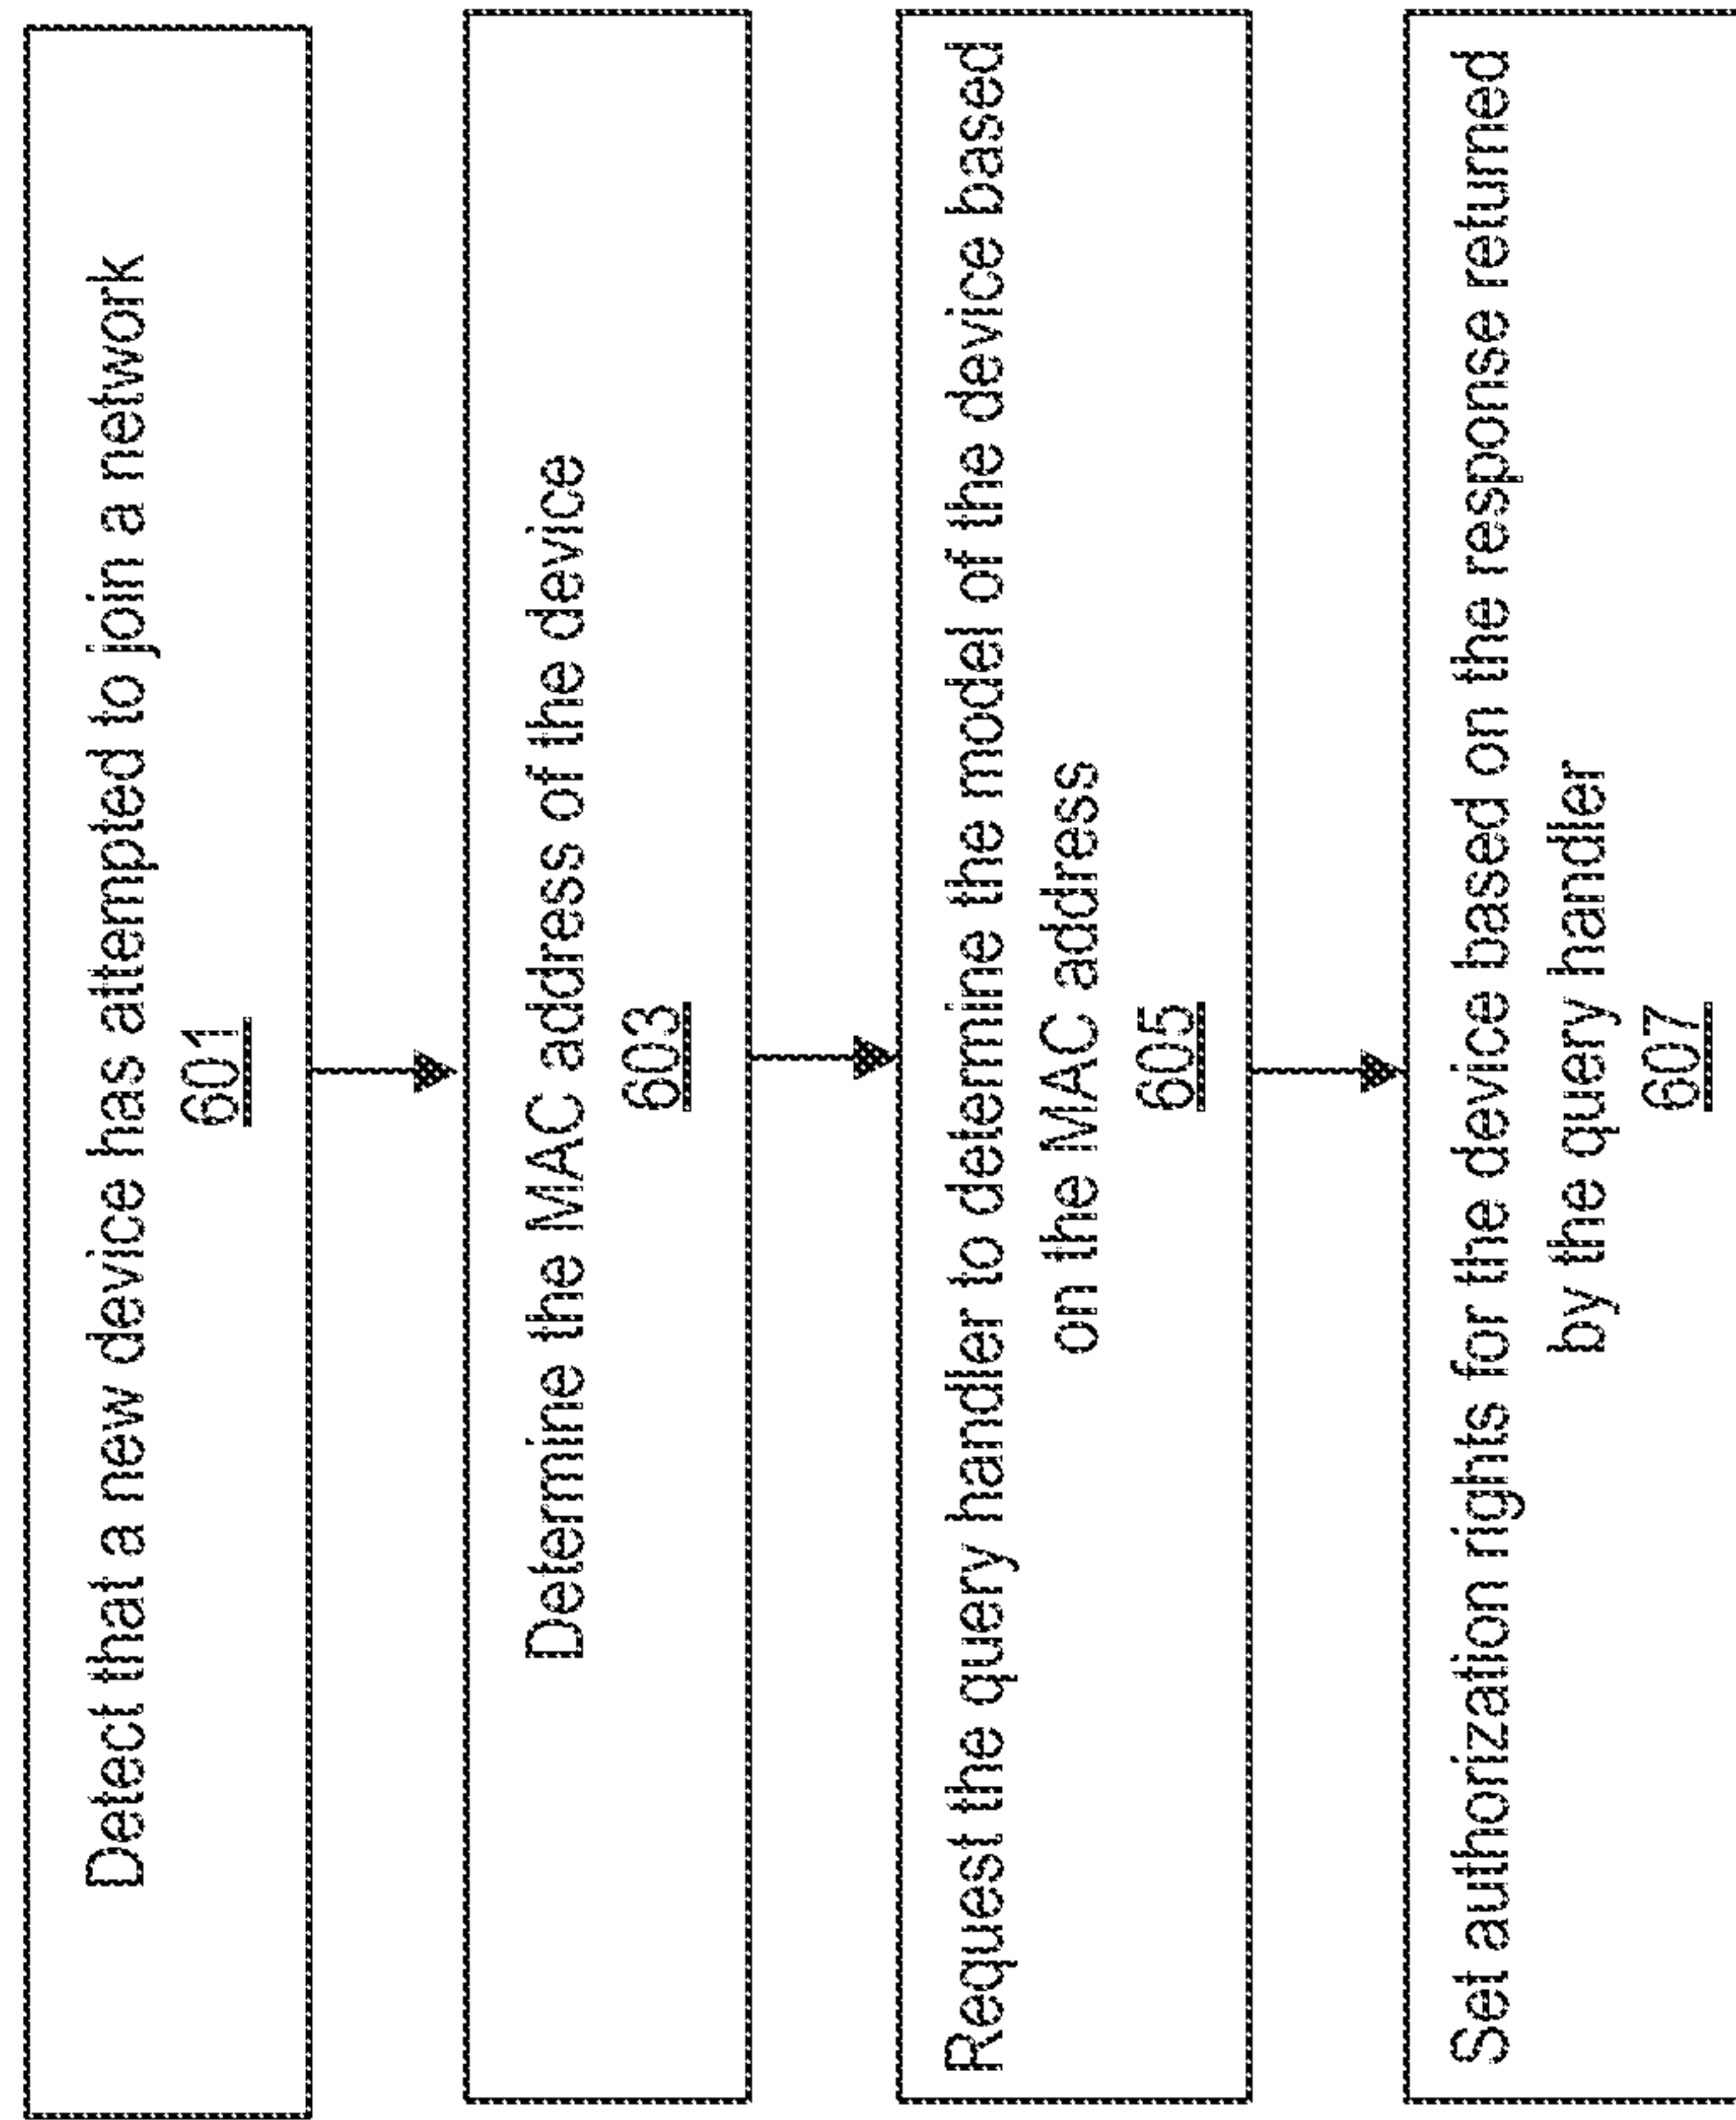 Detect that a new device has attempted to join a network
601
Determine the MAC address of the device
603
Request the query handler to determine the model of the device based
on the MAC address
605
Set authorization rights for the device based on the response returned
by the query handler
607